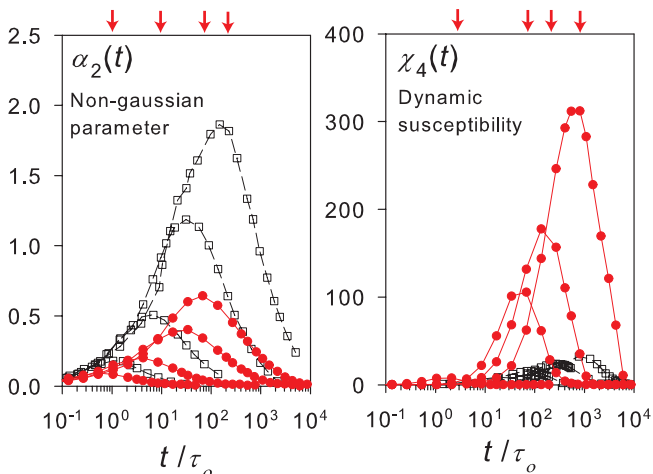 α₂(t)
Non-gaussian
parameter
2.5
2.0
1.5
1.0
0.5
0.0
10⁻¹ 10⁰ 10¹ 10² 10³ 10⁴
t / τₒ
χ₄(t)
Dynamic
susceptibility
400
300
200
100
0
10⁻¹ 10¹ 10² 10³ 10⁴
t / τₒ